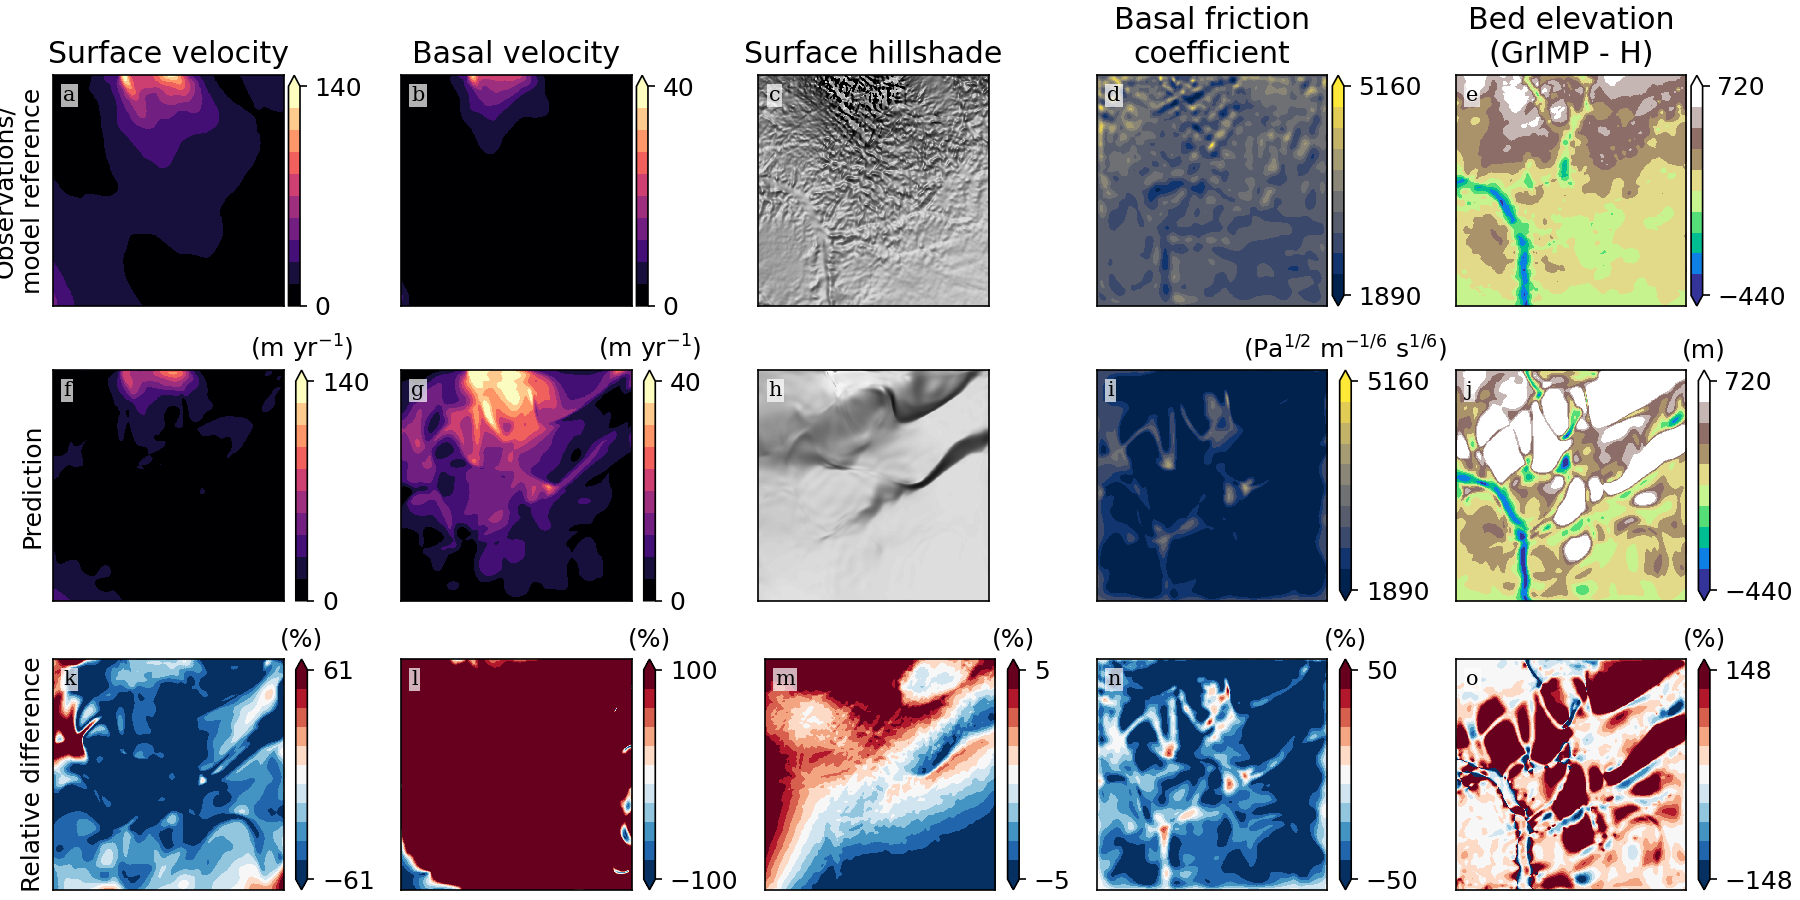 Surface velocity
Basal velocity
Surface hillshade
Basal friction
coefficient
Bed elevation
(GrIMP - H)
Observations/
model reference
a
140
0
b
40
0
c
d
5160
1890
e
720
−440
(m yr−1)
(m yr−1)
(Pa1/2 m−1/6 s1/6)
(m)
Prediction
f
140
0
g
40
0
h
i
5160
1890
j
720
−440
(%)
(%)
(%)
(%)
(%)
Relative difference
k
61
−61
l
100
−100
m
5
−5
n
50
−50
o
148
−148